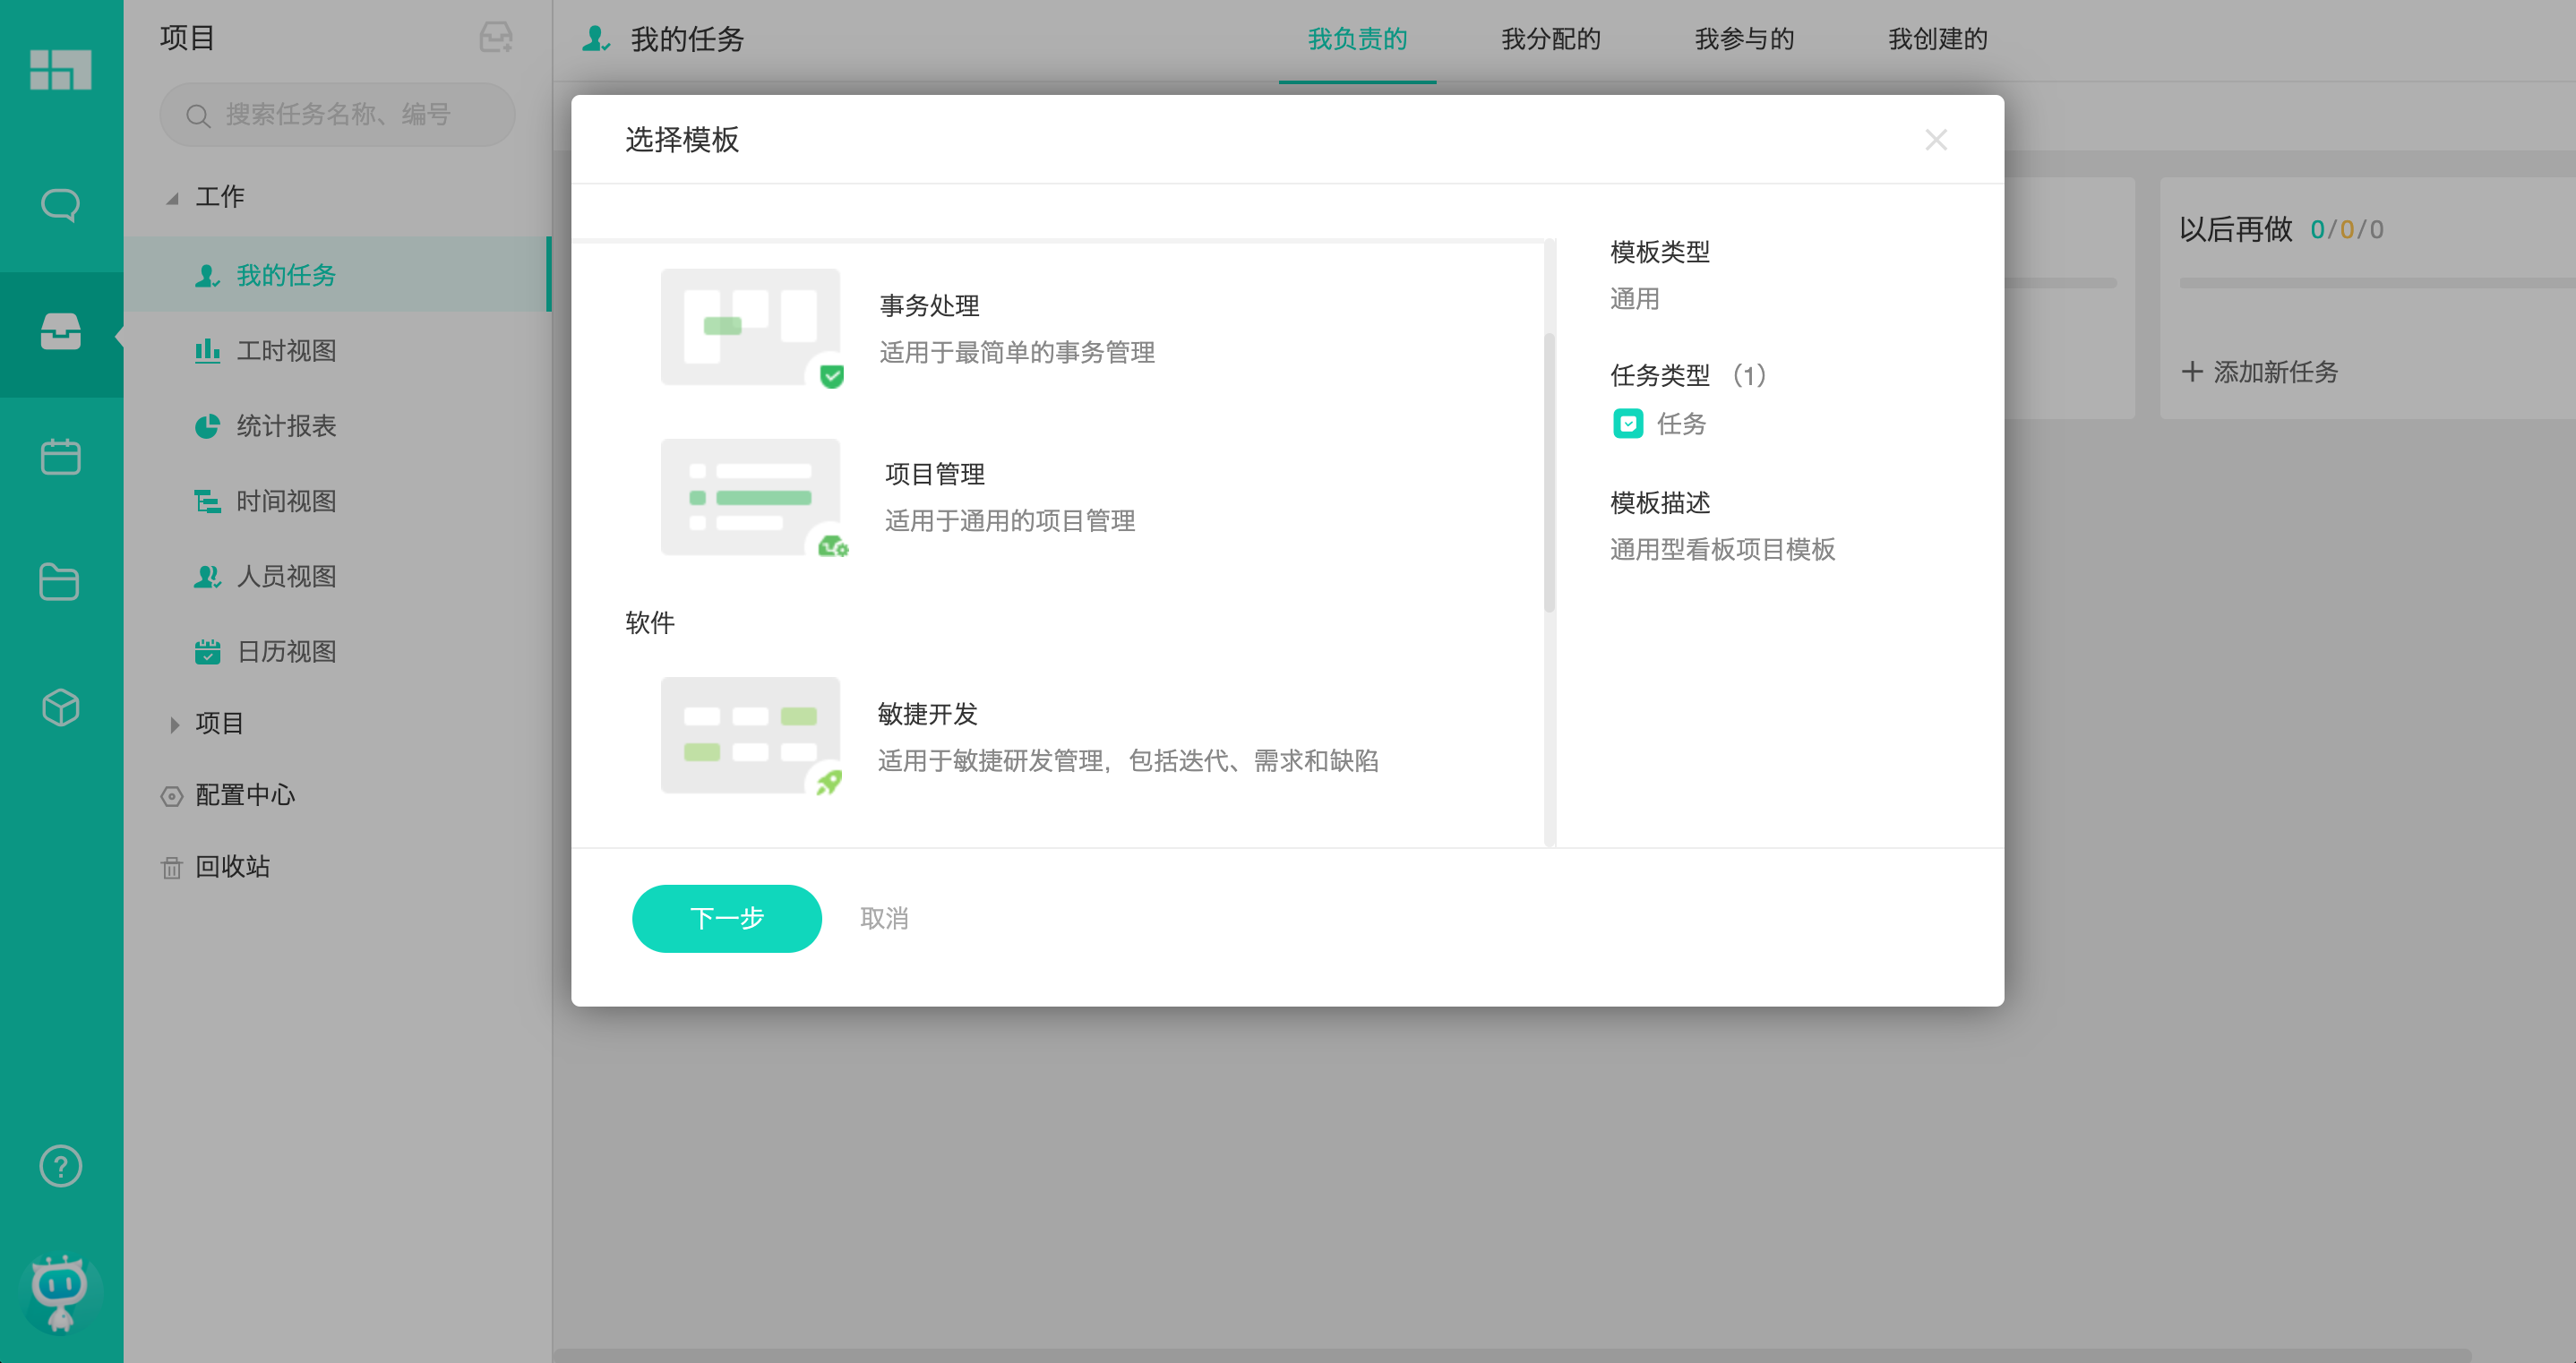 项目
搜索任务名称、编号
工作
我的任务
工时视图
统计报表
时间视图
人员视图
日历视图
项目
配置中心
回收站
我的任务
我负责的
我分配的
我参与的
我创建的
选择模板
事务处理
适用于最简单的事务管理
项目管理
适用于通用的项目管理
软件
敏捷开发
适用于敏捷研发管理，包括迭代、需求和缺陷
模板类型
通用
任务类型 （1）
任务
模板描述
通用型看板项目模板
下一步
取消
以后再做 0/0/0
添加新任务